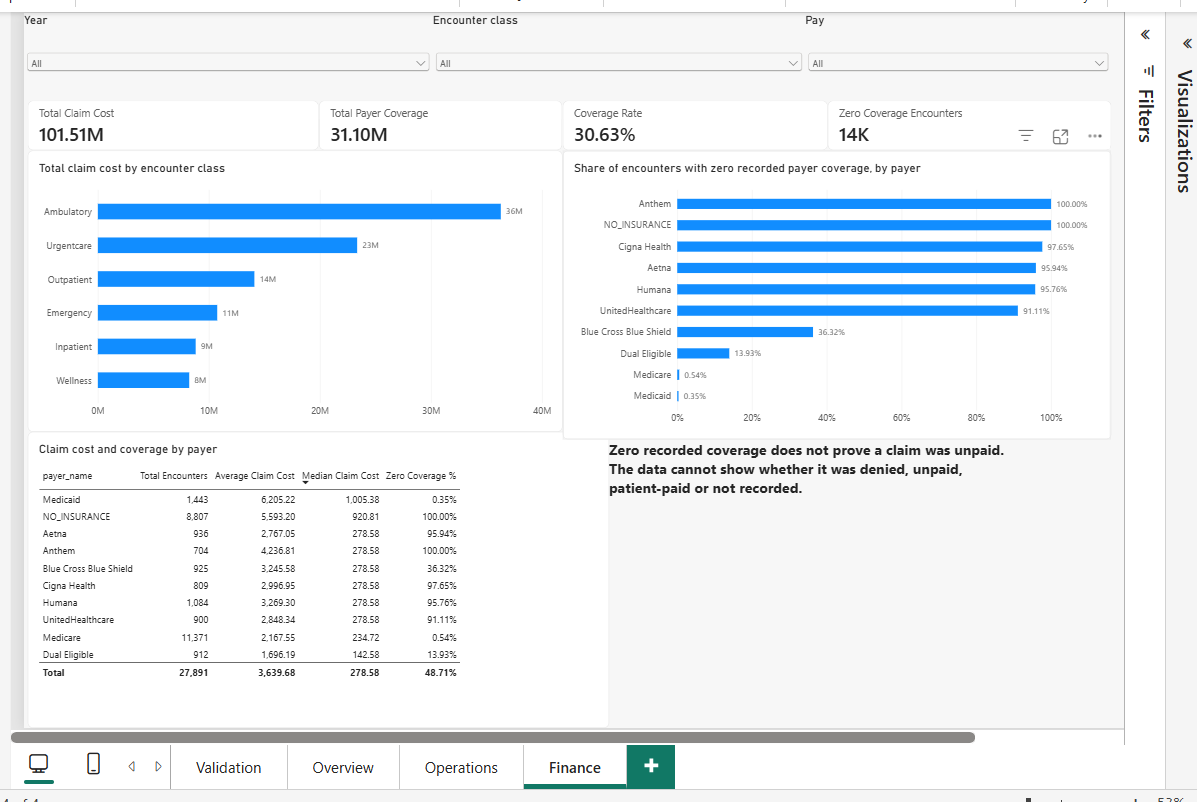 Year Encounter class Pay
All All All
Total Claim Cost Total Payer Coverage Coverage Rate Zero Coverage Encounters
101.51M 31.10M 30.63% 14K
Total claim cost by encounter class
Ambulatory 36M
Urgentcare 23M
Outpatient 14M
Emergency 11M
Inpatient 9M
Wellness 8M
0M 10M 20M 30M 40M
Share of encounters with zero recorded payer coverage, by payer
Anthem 100.00%
NO_INSURANCE 100.00%
Cigna Health 97.65%
Aetna 95.94%
Humana 95.76%
UnitedHealthcare 91.11%
Blue Cross Blue Shield 36.32%
Dual Eligible 13.93%
Medicare 0.54%
Medicaid 0.35%
0% 20% 40% 60% 80% 100%
Claim cost and coverage by payer
payer_name Total Encounters Average Claim Cost Median Claim Cost Zero Coverage %
Medicaid 1,443 6,205.22 1,005.38 0.35%
NO_INSURANCE 8,807 5,593.20 920.81 100.00%
Aetna 936 2,767.05 278.58 95.94%
Anthem 704 4,236.81 278.58 100.00%
Blue Cross Blue Shield 925 3,245.58 278.58 36.32%
Cigna Health 809 2,996.95 278.58 97.65%
Humana 1,084 3,269.30 278.58 95.76%
UnitedHealthcare 900 2,848.34 278.58 91.11%
Medicare 11,371 2,167.55 234.72 0.54%
Dual Eligible 912 1,696.19 142.58 13.93%
Total 27,891 3,639.68 278.58 48.71%
Zero recorded coverage does not prove a claim was unpaid.
The data cannot show whether it was denied, unpaid,
patient-paid or not recorded.
Filters
Visualizations
Validation Overview Operations Finance